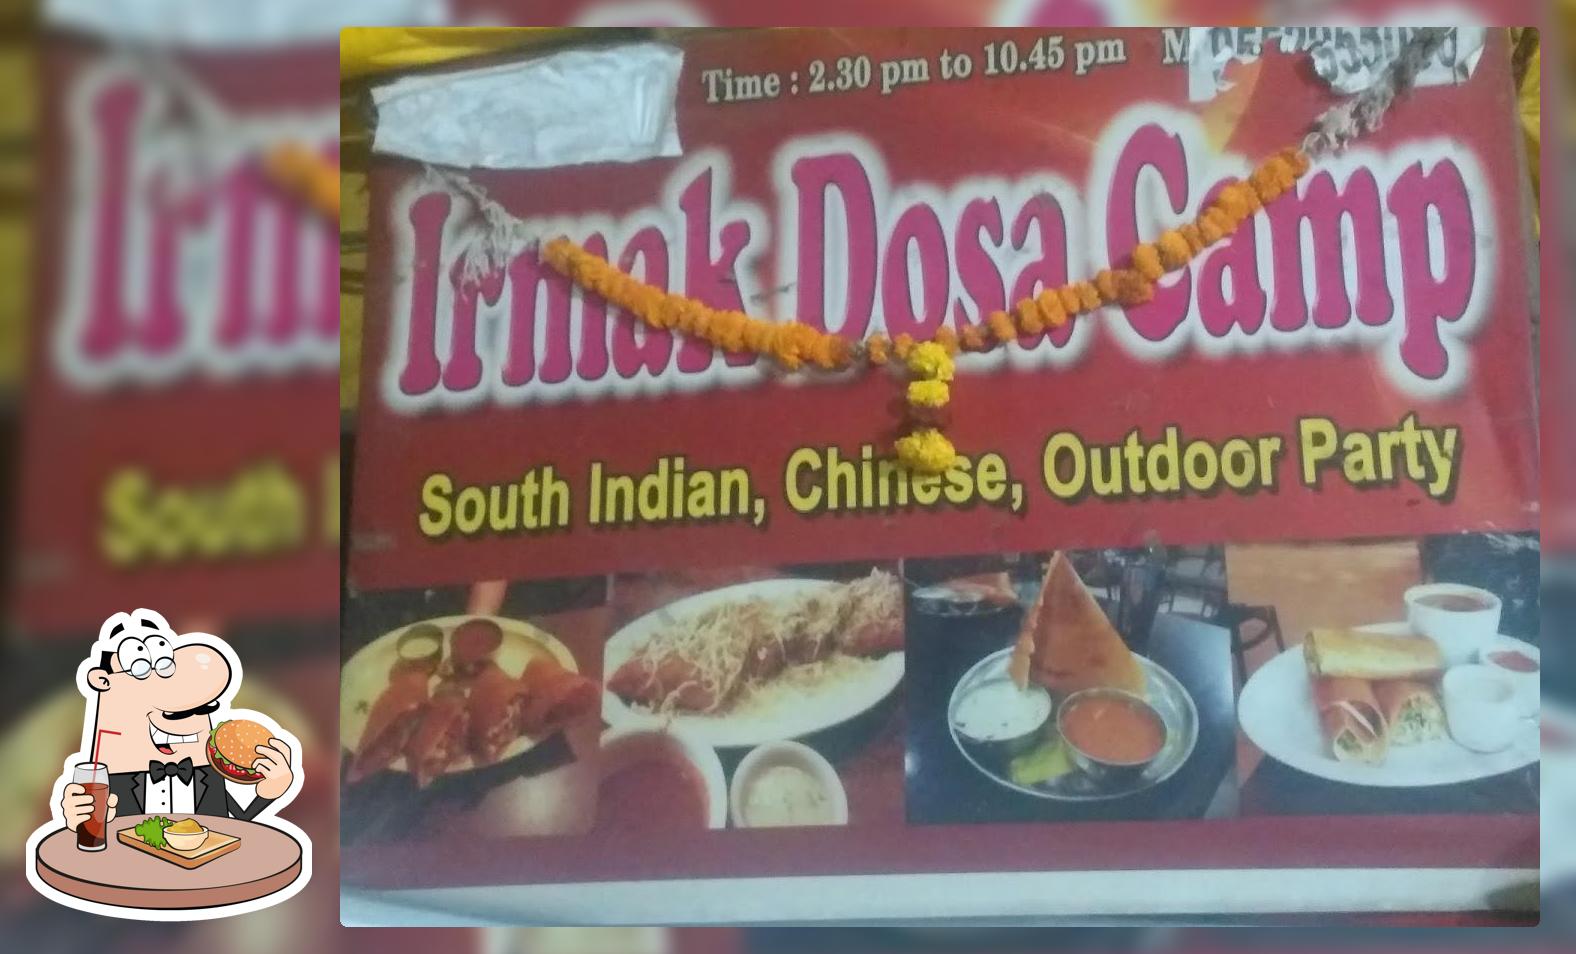 Time : 2.30 pm to 10.45 pm
Irmak Dosa Camp
South Indian, Chinese, Outdoor Party